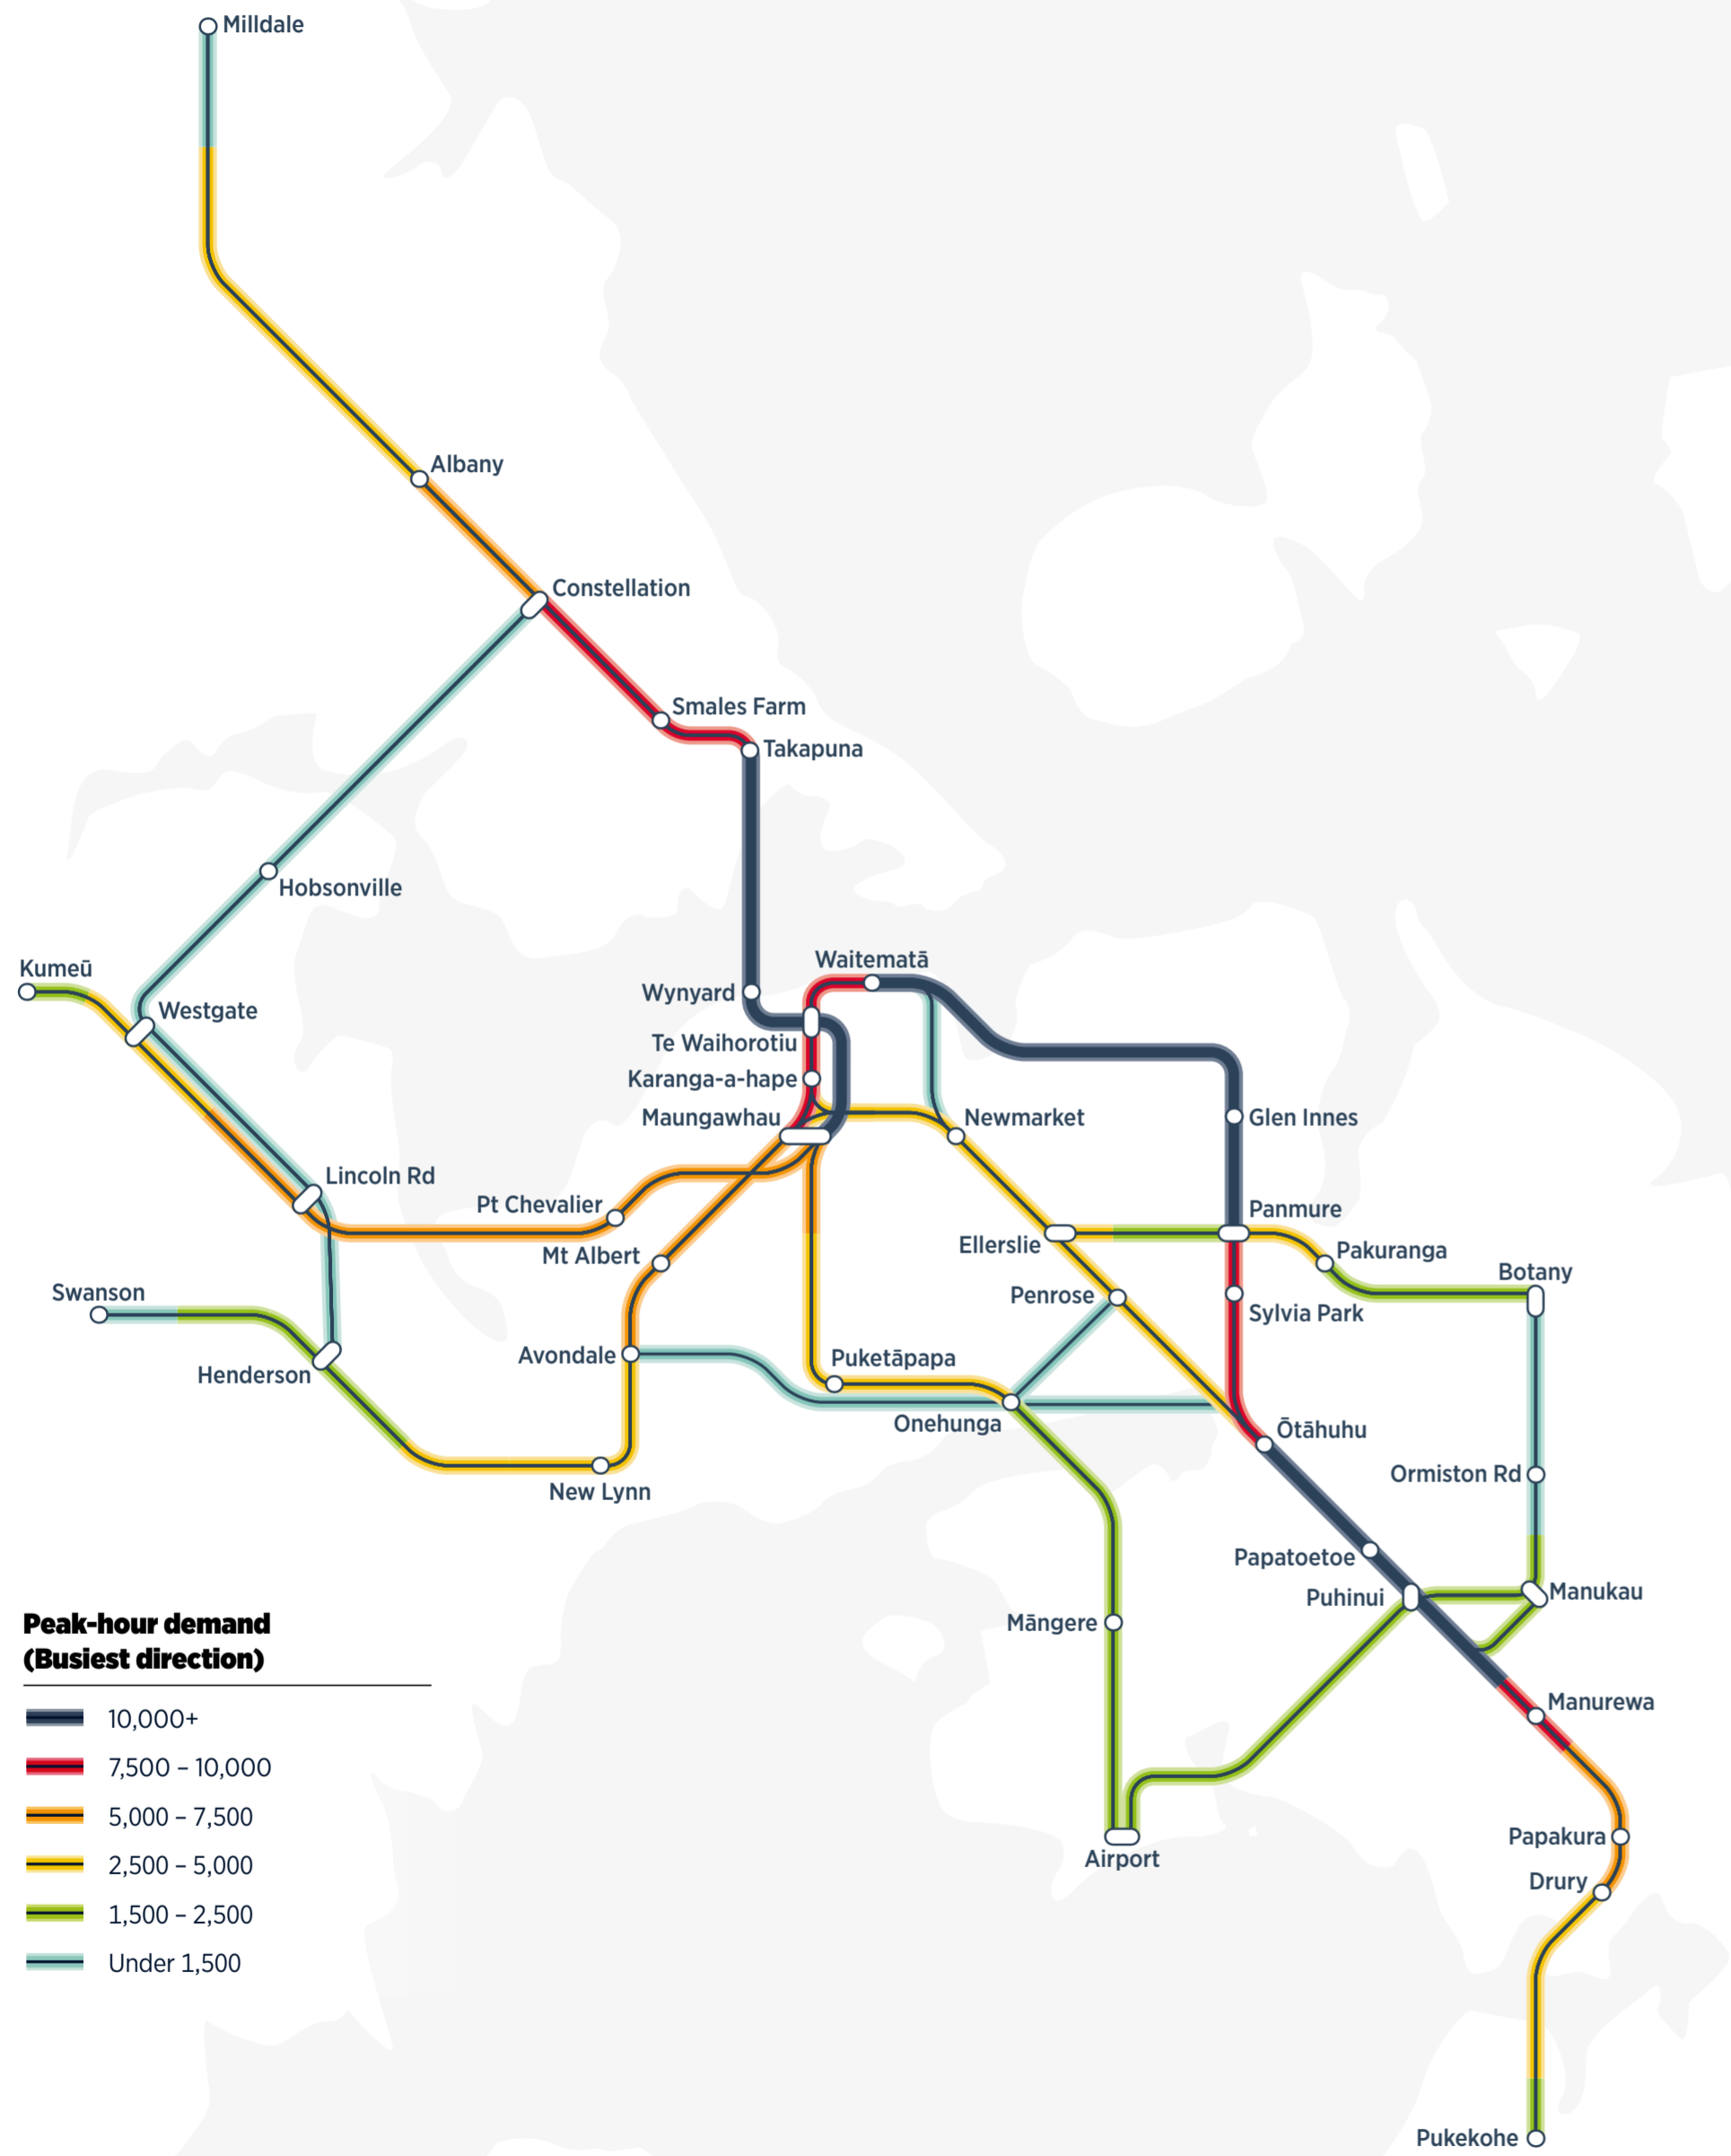 Milldale
Albany
Constellation
Smales Farm
Takapuna
Hobsonville
Waitematā
Kumeū
Wynyard
Westgate
Te Waihorotiu
Karanga-a-hape
Maungawhau
Newmarket
Glen Innes
Lincoln Rd
Pt Chevalier
Panmure
Ellerslie
Mt Albert
Pakuranga
Botany
Swanson
Penrose
Sylvia Park
Avondale
Puketāpapa
Henderson
Onehunga
Ōtāhuhu
Ormiston Rd
New Lynn
Papatoetoe
Manukau
Puhinui
Māngere
Manurewa
Papakura
Airport
Drury
Pukekohe
Peak-hour demand
(Busiest direction)
10,000+
7,500 – 10,000
5,000 – 7,500
2,500 – 5,000
1,500 – 2,500
Under 1,500